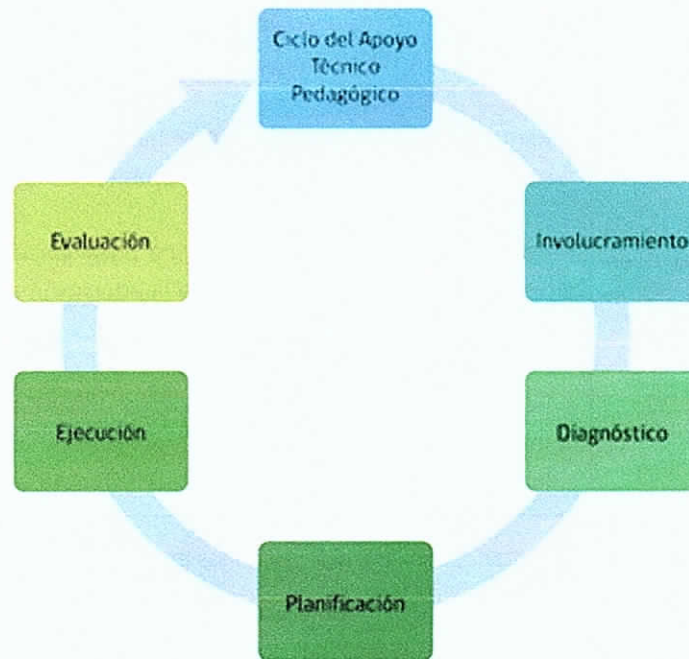 Ciclo del Apoyo
Técnico
Pedagógico
Involucramiento
Diagnóstico
Planificación
Ejecución
Evaluación